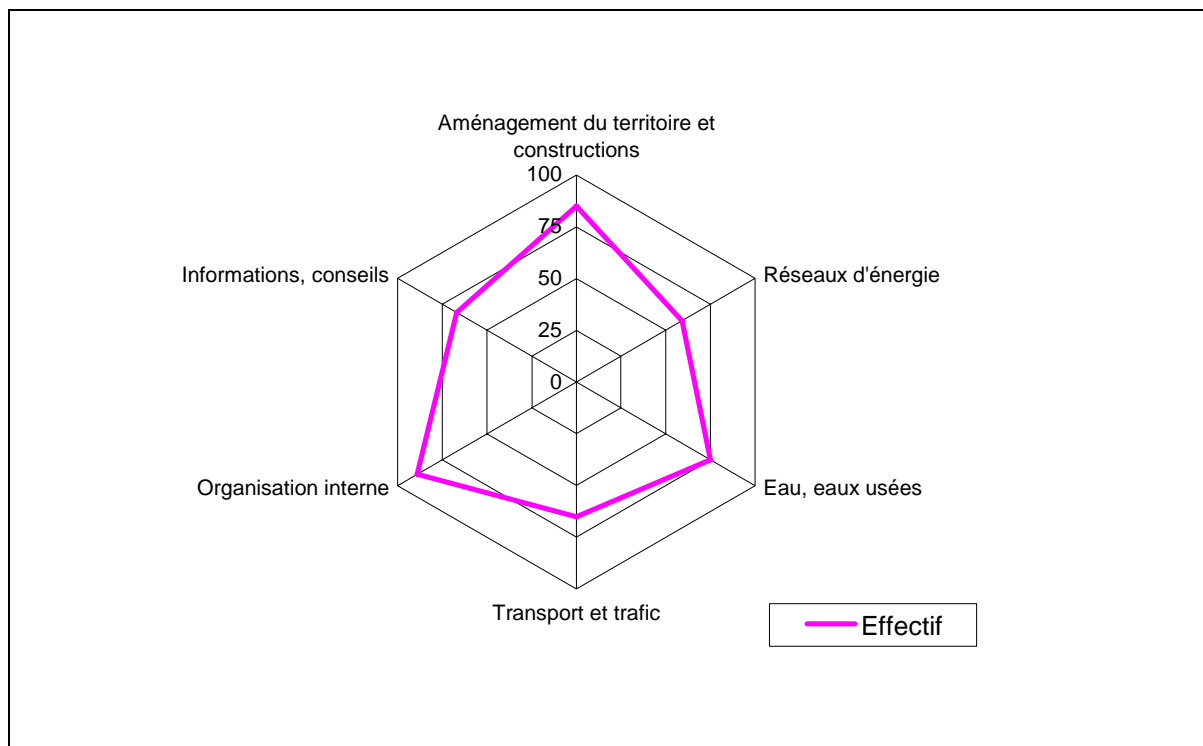 Aménagement du territoire et
constructions
100
75
50
25
0
Informations, conseils
Réseaux d'énergie
Organisation interne
Eau, eaux usées
Transport et trafic
Effectif